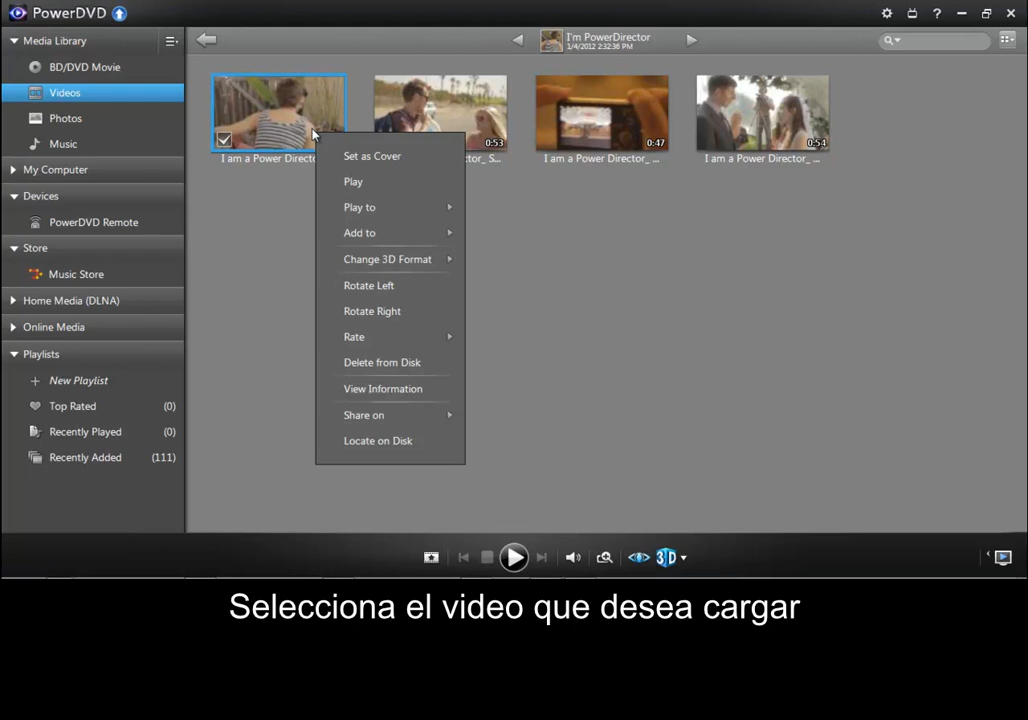 PowerDVD
?
Media Library
BD/DVD Movie
Videos
Photos
Music
My Computer
Devices
PowerDVD Remote
Store
Music Store
Home Media (DLNA)
Online Media
Playlists
New Playlist
Top Rated (0)
Recently Played (0)
Recently Added (111)
I'm PowerDirector
1/4/2012 2:32:36 PM
0:53
0:47
0:54
I am a Power Directo
ctor_ S...
I am a Power Director_ ...
I am a Power Director_ ...
Set as Cover
Play
Play to
Add to
Change 3D Format
Rotate Left
Rotate Right
Rate
Delete from Disk
View Information
Share on
Locate on Disk
3D
Selecciona el video que desea cargar